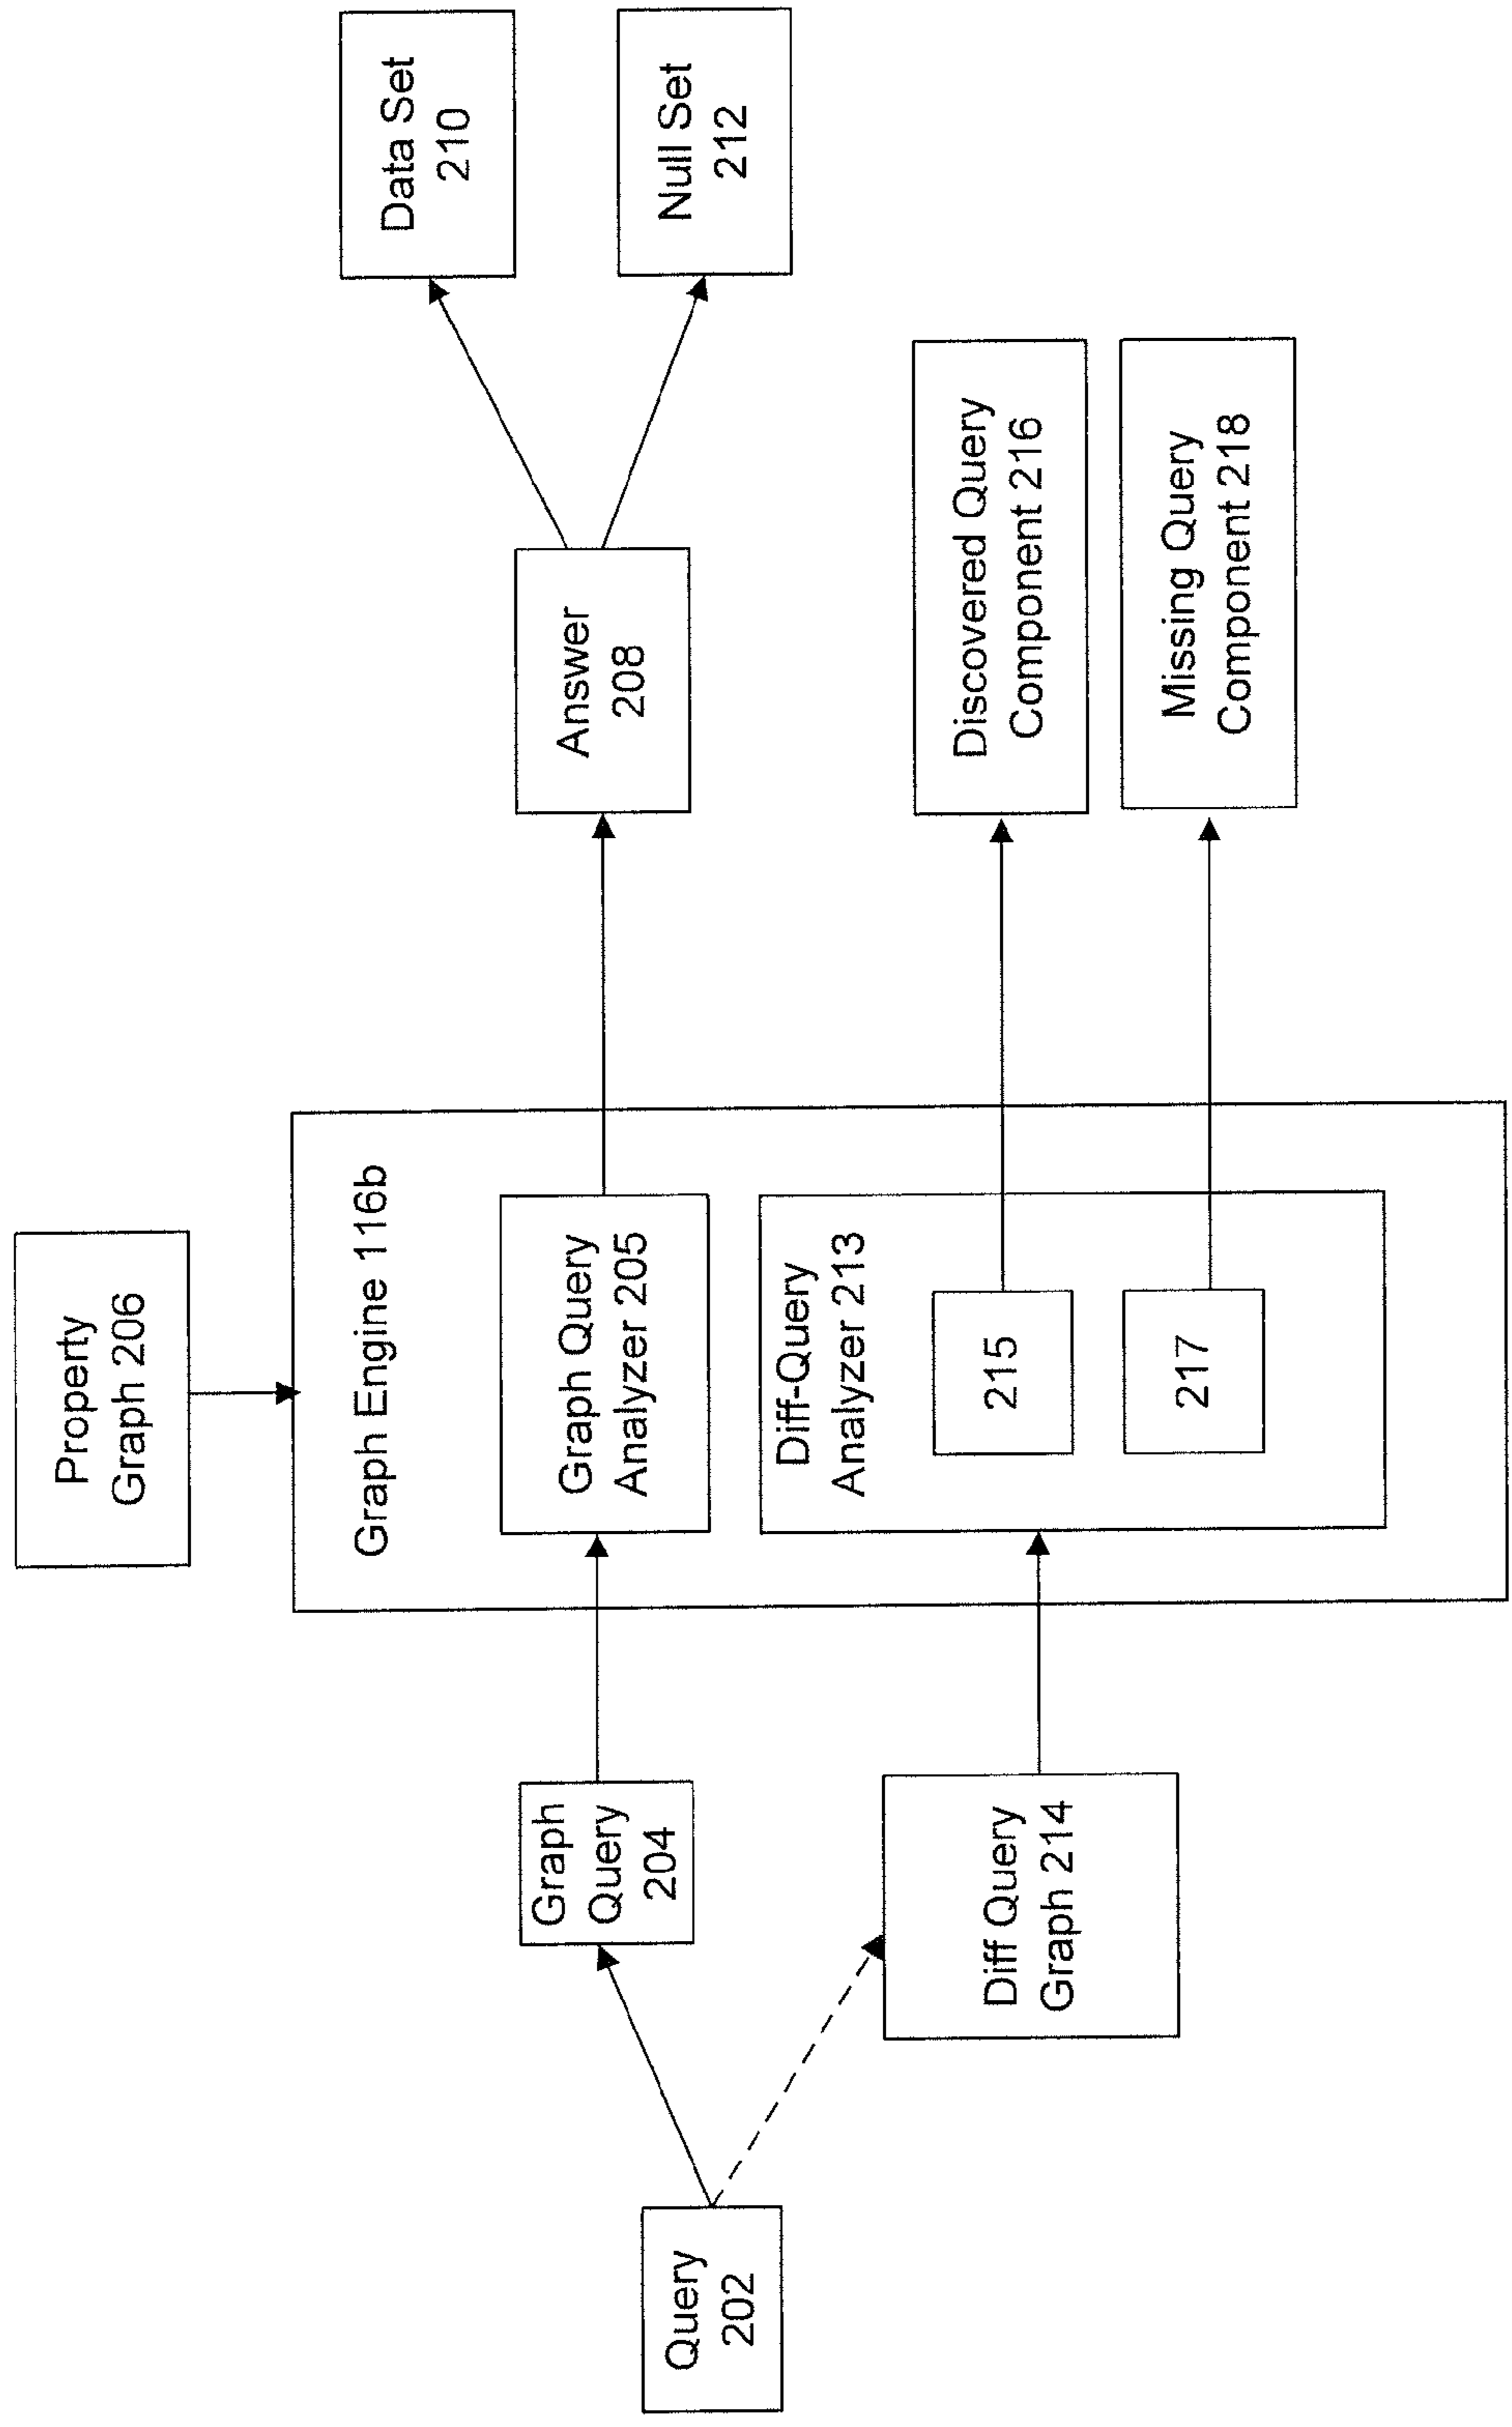 Property
Graph 206
Graph Engine 116b
Query
202
Graph
Query
204
Graph Query
Analyzer 205
Answer
208
Data Set
210
Null Set
212
Diff Query
Graph 214
Diff-Query
Analyzer 213
215
217
Discovered Query
Component 216
Missing Query
Component 218